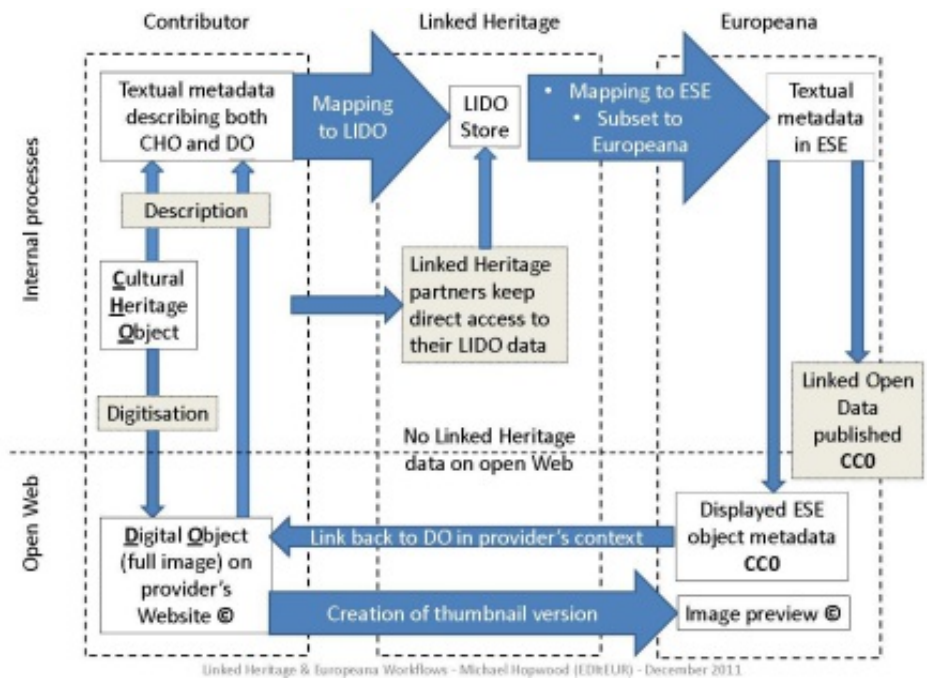 Contributor
Linked Heritage
Europeana
Internal processes
Textual metadata
describing both
CHO and DO
Mapping
to LIDO
LIDO
Store
• Mapping to ESE
• Subset to
Europeana
Textual
metadata
in ESE
Description
Cultural
Heritage
Object
Linked Heritage
partners keep
direct access to
their LIDO data
Digitisation
Linked Open
Data
published
CC0
No Linked Heritage
data on open Web
Open Web
Digital Object
(full image) on
provider's
Website ©
Link back to DO in provider's context
Displayed ESE
object metadata
CC0
Creation of thumbnail version
Image preview ©
Linked Heritage & Europeana Workflows - Michael Hopwood (EDItEUR) - December 2011